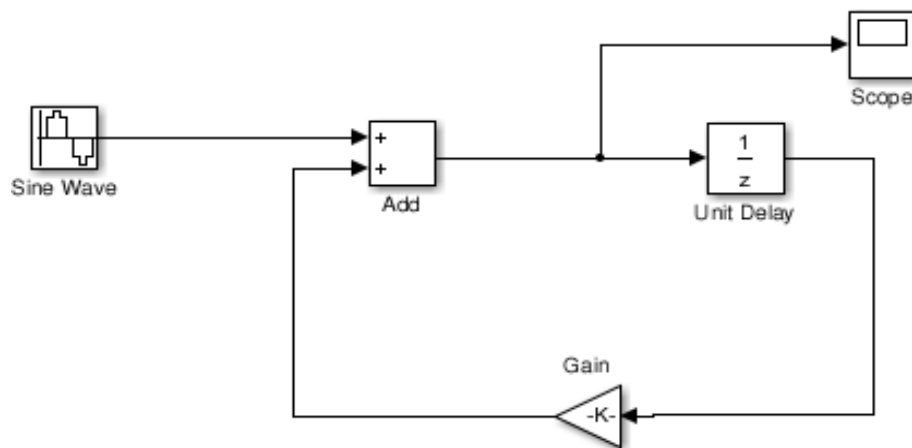 Scope
Sine Wave
+
+
Add
1
z
Unit Delay
Gain
-K-